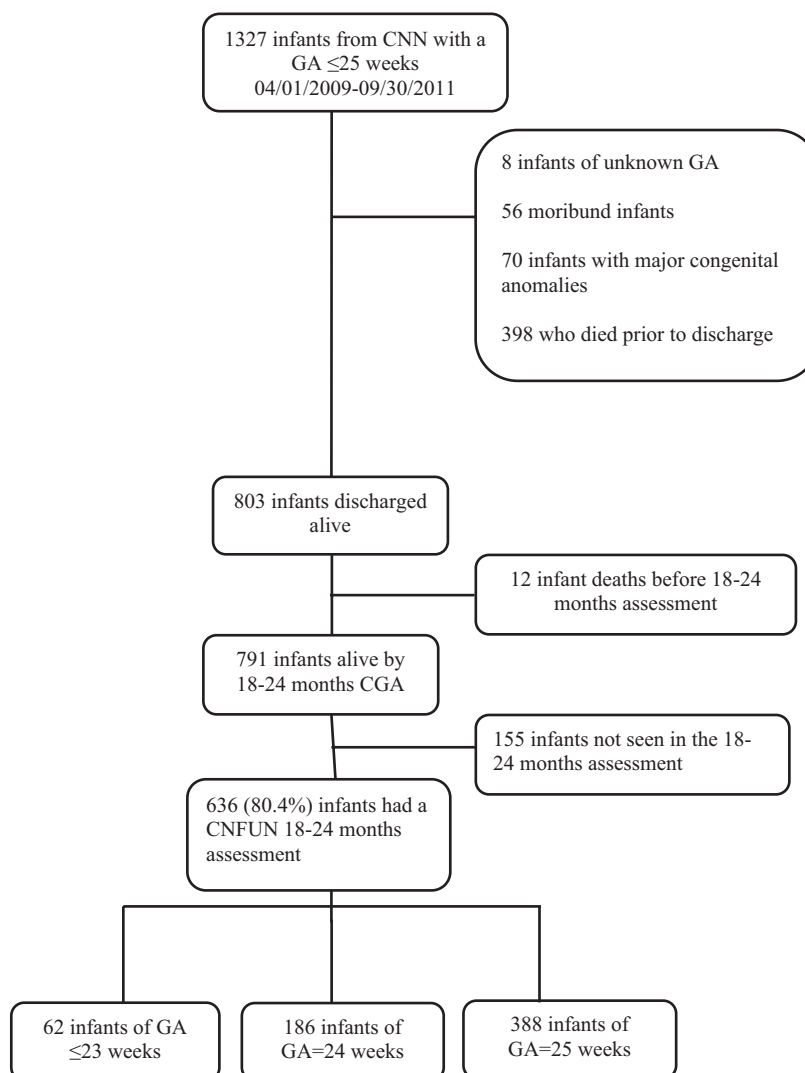 1327 infants from CNN with a
GA ≤25 weeks
04/01/2009-09/30/2011
8 infants of unknown GA
56 moribund infants
70 infants with major congenital
anomalies
398 who died prior to discharge
803 infants discharged
alive
12 infant deaths before 18-24
months assessment
791 infants alive by
18-24 months CGA
155 infants not seen in the 18-
24 months assessment
636 (80.4%) infants had a
CNFUN 18-24 months
assessment
62 infants of GA
≤23 weeks
186 infants of
GA=24 weeks
388 infants of
GA=25 weeks